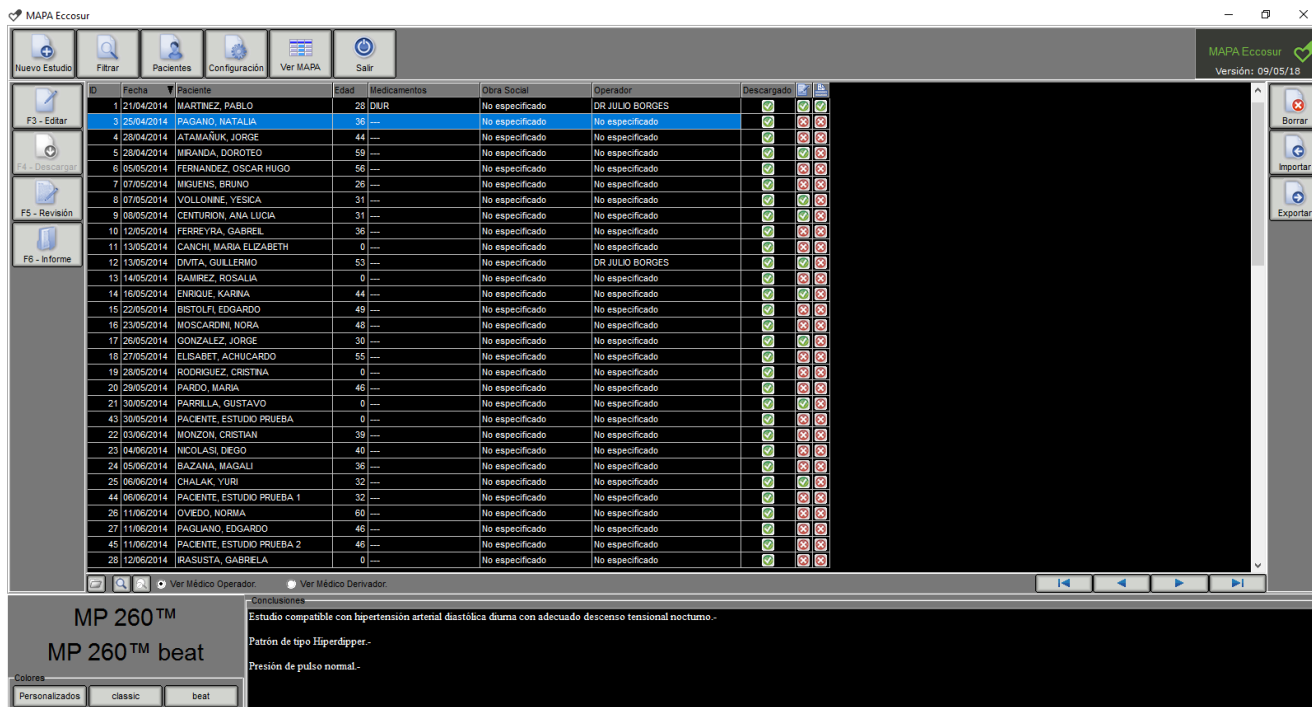 MAPA Eccosur
Nuevo Estudio
Filtrar
Pacientes
Configuración
Ver MAPA
Salir
MAPA Eccosur
Versión: 09/05/18
F3 - Editar
F4 - Descargar
F5 - Revisión
F6 - Informe
ID Fecha Paciente Edad Medicamentos Obra Social Operador Descargado
1 21/04/2014 MARTINEZ, PABLO 28 DIUR No especificado DR JULIO BORGES
3 25/04/2014 PAGANO, NATALIA 36 --- No especificado No especificado
4 28/04/2014 ATAMAÑUK, JORGE 44 --- No especificado No especificado
5 28/04/2014 MIRANDA, DOROTEO 59 --- No especificado No especificado
6 05/05/2014 FERNANDEZ, OSCAR HUGO 56 --- No especificado No especificado
7 07/05/2014 MIGUENS, BRUNO 26 --- No especificado No especificado
8 07/05/2014 VOLLONINE, YESICA 31 --- No especificado No especificado
9 08/05/2014 CENTURION, ANA LUCIA 31 --- No especificado No especificado
10 12/05/2014 FERREYRA, GABREIL 36 --- No especificado No especificado
11 13/05/2014 CANCHI, MARIA ELIZABETH 0 --- No especificado No especificado
12 13/05/2014 DIVITA, GUILLERMO 53 --- No especificado DR JULIO BORGES
13 14/05/2014 RAMIREZ, ROSALIA 0 --- No especificado No especificado
14 16/05/2014 ENRIQUE, KARINA 44 --- No especificado No especificado
15 22/05/2014 BISTOLFI, EDGARDO 49 --- No especificado No especificado
16 23/05/2014 MOSCARDINI, NORA 48 --- No especificado No especificado
17 26/05/2014 GONZALEZ, JORGE 30 --- No especificado No especificado
18 27/05/2014 ELISABET, ACHUCARDO 55 --- No especificado No especificado
19 28/05/2014 RODRIGUEZ, CRISTINA 0 --- No especificado No especificado
20 29/05/2014 PARDO, MARIA 46 --- No especificado No especificado
21 30/05/2014 PARRILLA, GUSTAVO 0 --- No especificado No especificado
43 30/05/2014 PACIENTE, ESTUDIO PRUEBA 0 --- No especificado No especificado
22 03/06/2014 MONZON, CRISTIAN 39 --- No especificado No especificado
23 04/06/2014 NICOLASI, DIEGO 40 --- No especificado No especificado
24 05/06/2014 BAZANA, MAGALI 36 --- No especificado No especificado
25 06/06/2014 CHALAK, YURI 32 --- No especificado No especificado
44 06/06/2014 PACIENTE, ESTUDIO PRUEBA 1 32 --- No especificado No especificado
26 11/06/2014 OVIEDO, NORMA 60 --- No especificado No especificado
27 11/06/2014 PAGLIANO, EDGARDO 46 --- No especificado No especificado
45 11/06/2014 PACIENTE, ESTUDIO PRUEBA 2 46 --- No especificado No especificado
28 12/06/2014 IRASUSTA, GABRIELA 0 --- No especificado No especificado
Borrar
Importar
Exportar
Ver Médico Operador.
Ver Médico Derivador.
MP 260™
MP 260™ beat
Colores
Personalizados
classic
beat
Conclusiones
Estudio compatible con hipertensión arterial diastólica diurna con adecuado descenso tensional nocturno.-
Patrón de tipo Hiperdipper.-
Presión de pulso normal.-